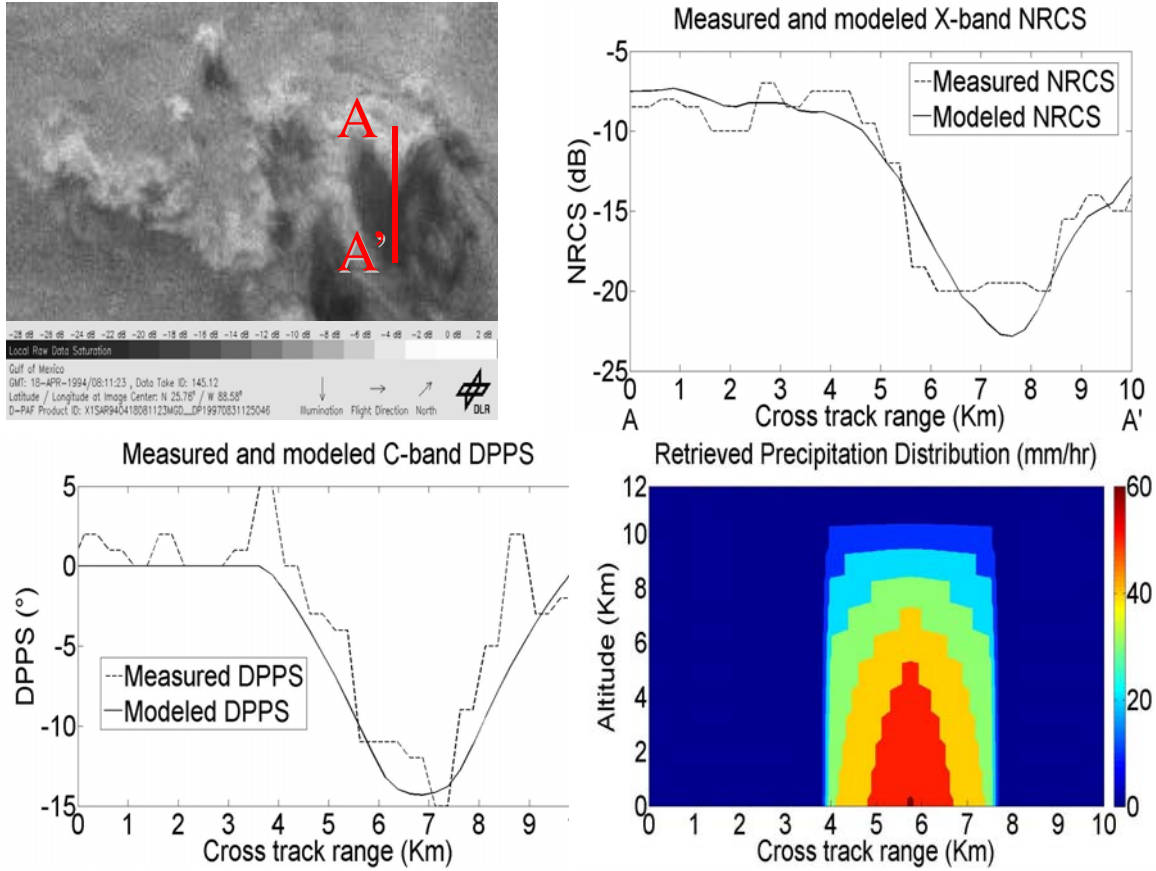 A
A’
-28 dB -26 dB -24 dB -22 dB -20 dB -18 dB -16 dB -14 dB -12 dB -10 dB -8 dB -6 dB -4 dB -2 dB 0 dB 2 dB
Local Raw Data Saturation
Gulf of Mexico
GMT: 18-APR-1994/08:11:23 , Data Take ID: 145.12
Latitude / Longitude at Image Center: N 25.76° / W 88.58°
D-PAF Product ID: X1SAR940418081123MGD__DP19970831125046
Illumination Flight Direction North
DLR
Measured and modeled X-band NRCS
NRCS (dB)
-5
-10
-15
-20
-25
Measured NRCS
Modeled NRCS
0 1 2 3 4 5 6 7 8 9 10
A Cross track range (Km) A'
Measured and modeled C-band DPPS
DPPS (°)
5
0
-5
-10
-15
Measured DPPS
Modeled DPPS
0 1 2 3 4 5 6 7 8 9
Cross track range (Km)
Retrieved Precipitation Distribution (mm/hr)
Altitude (Km)
12
10
8
6
4
2
0
0 1 2 3 4 5 6 7 8 9 10
Cross track range (Km)
60
40
20
0